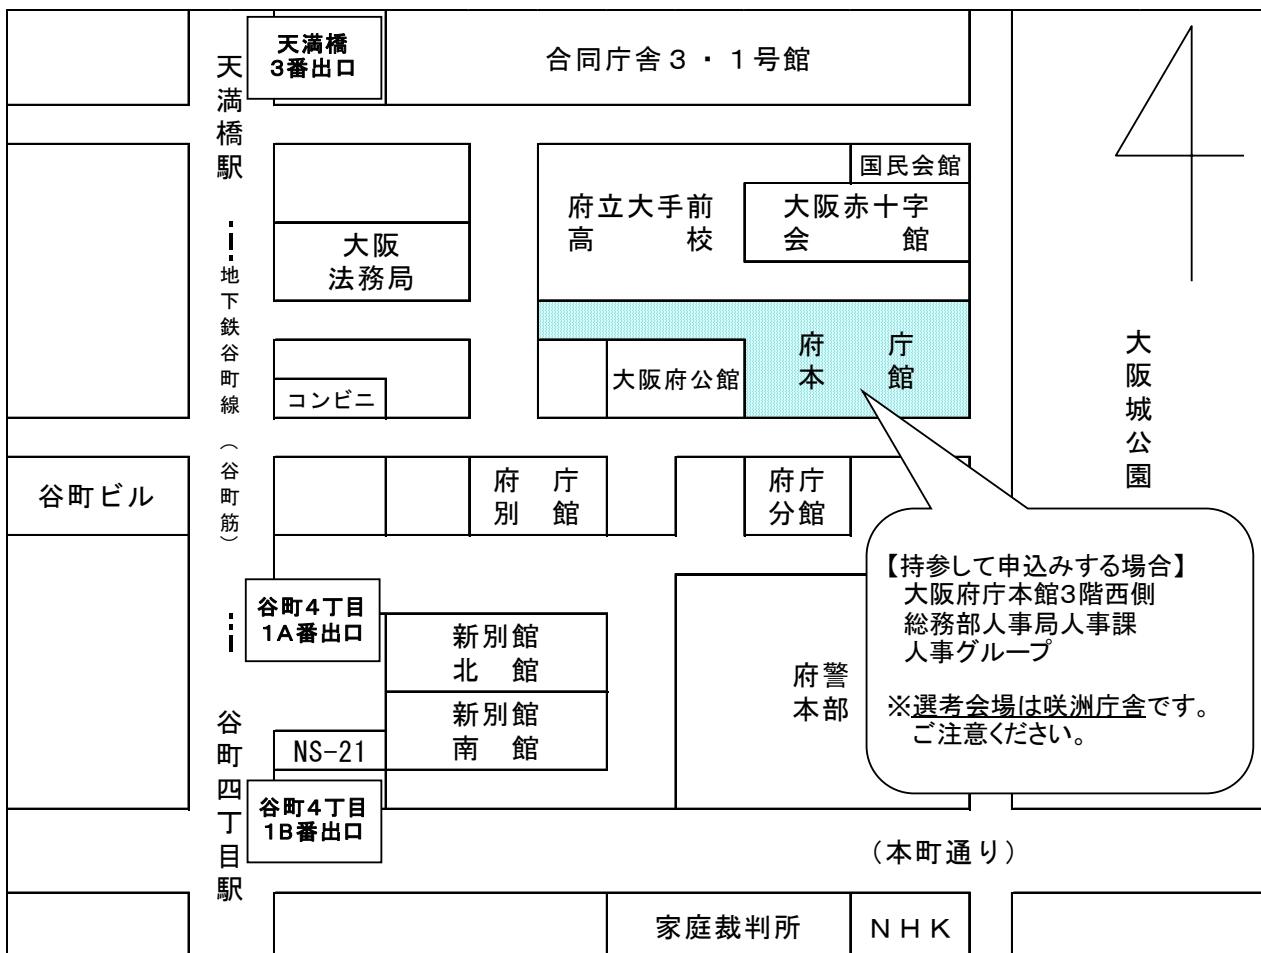 天満橋
3番出口
合同庁舎3・1号館
天満橋駅
国民会館
府立大手前
高校
大阪赤十字
会館
大阪
法務局
地下鉄谷町線(谷町筋)
府庁
本館
大阪府公館
コンビニ
大阪城公園
谷町ビル
府庁
別館
府庁
分館
【持参して申込みする場合】
大阪府庁本館3階西側
総務部人事局人事課
人事グループ
※選考会場は咲洲庁舎です。
ご注意ください。
谷町4丁目
1A番出口
新別館
北館
府警
本部
新別館
南館
NS-21
谷町四丁目駅
谷町4丁目
1B番出口
(本町通り)
家庭裁判所
NHK